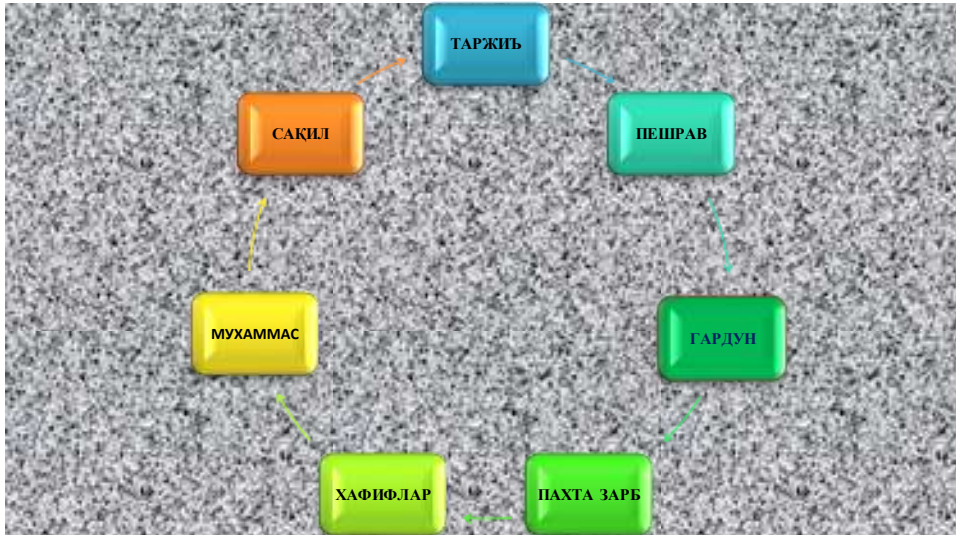 ТАРЖИЪ
ПЕШРАВ
ГАРДУН
ПАХТА ЗАРБ
ХАФИФЛАР
МУХАММАС
САҚИЛ